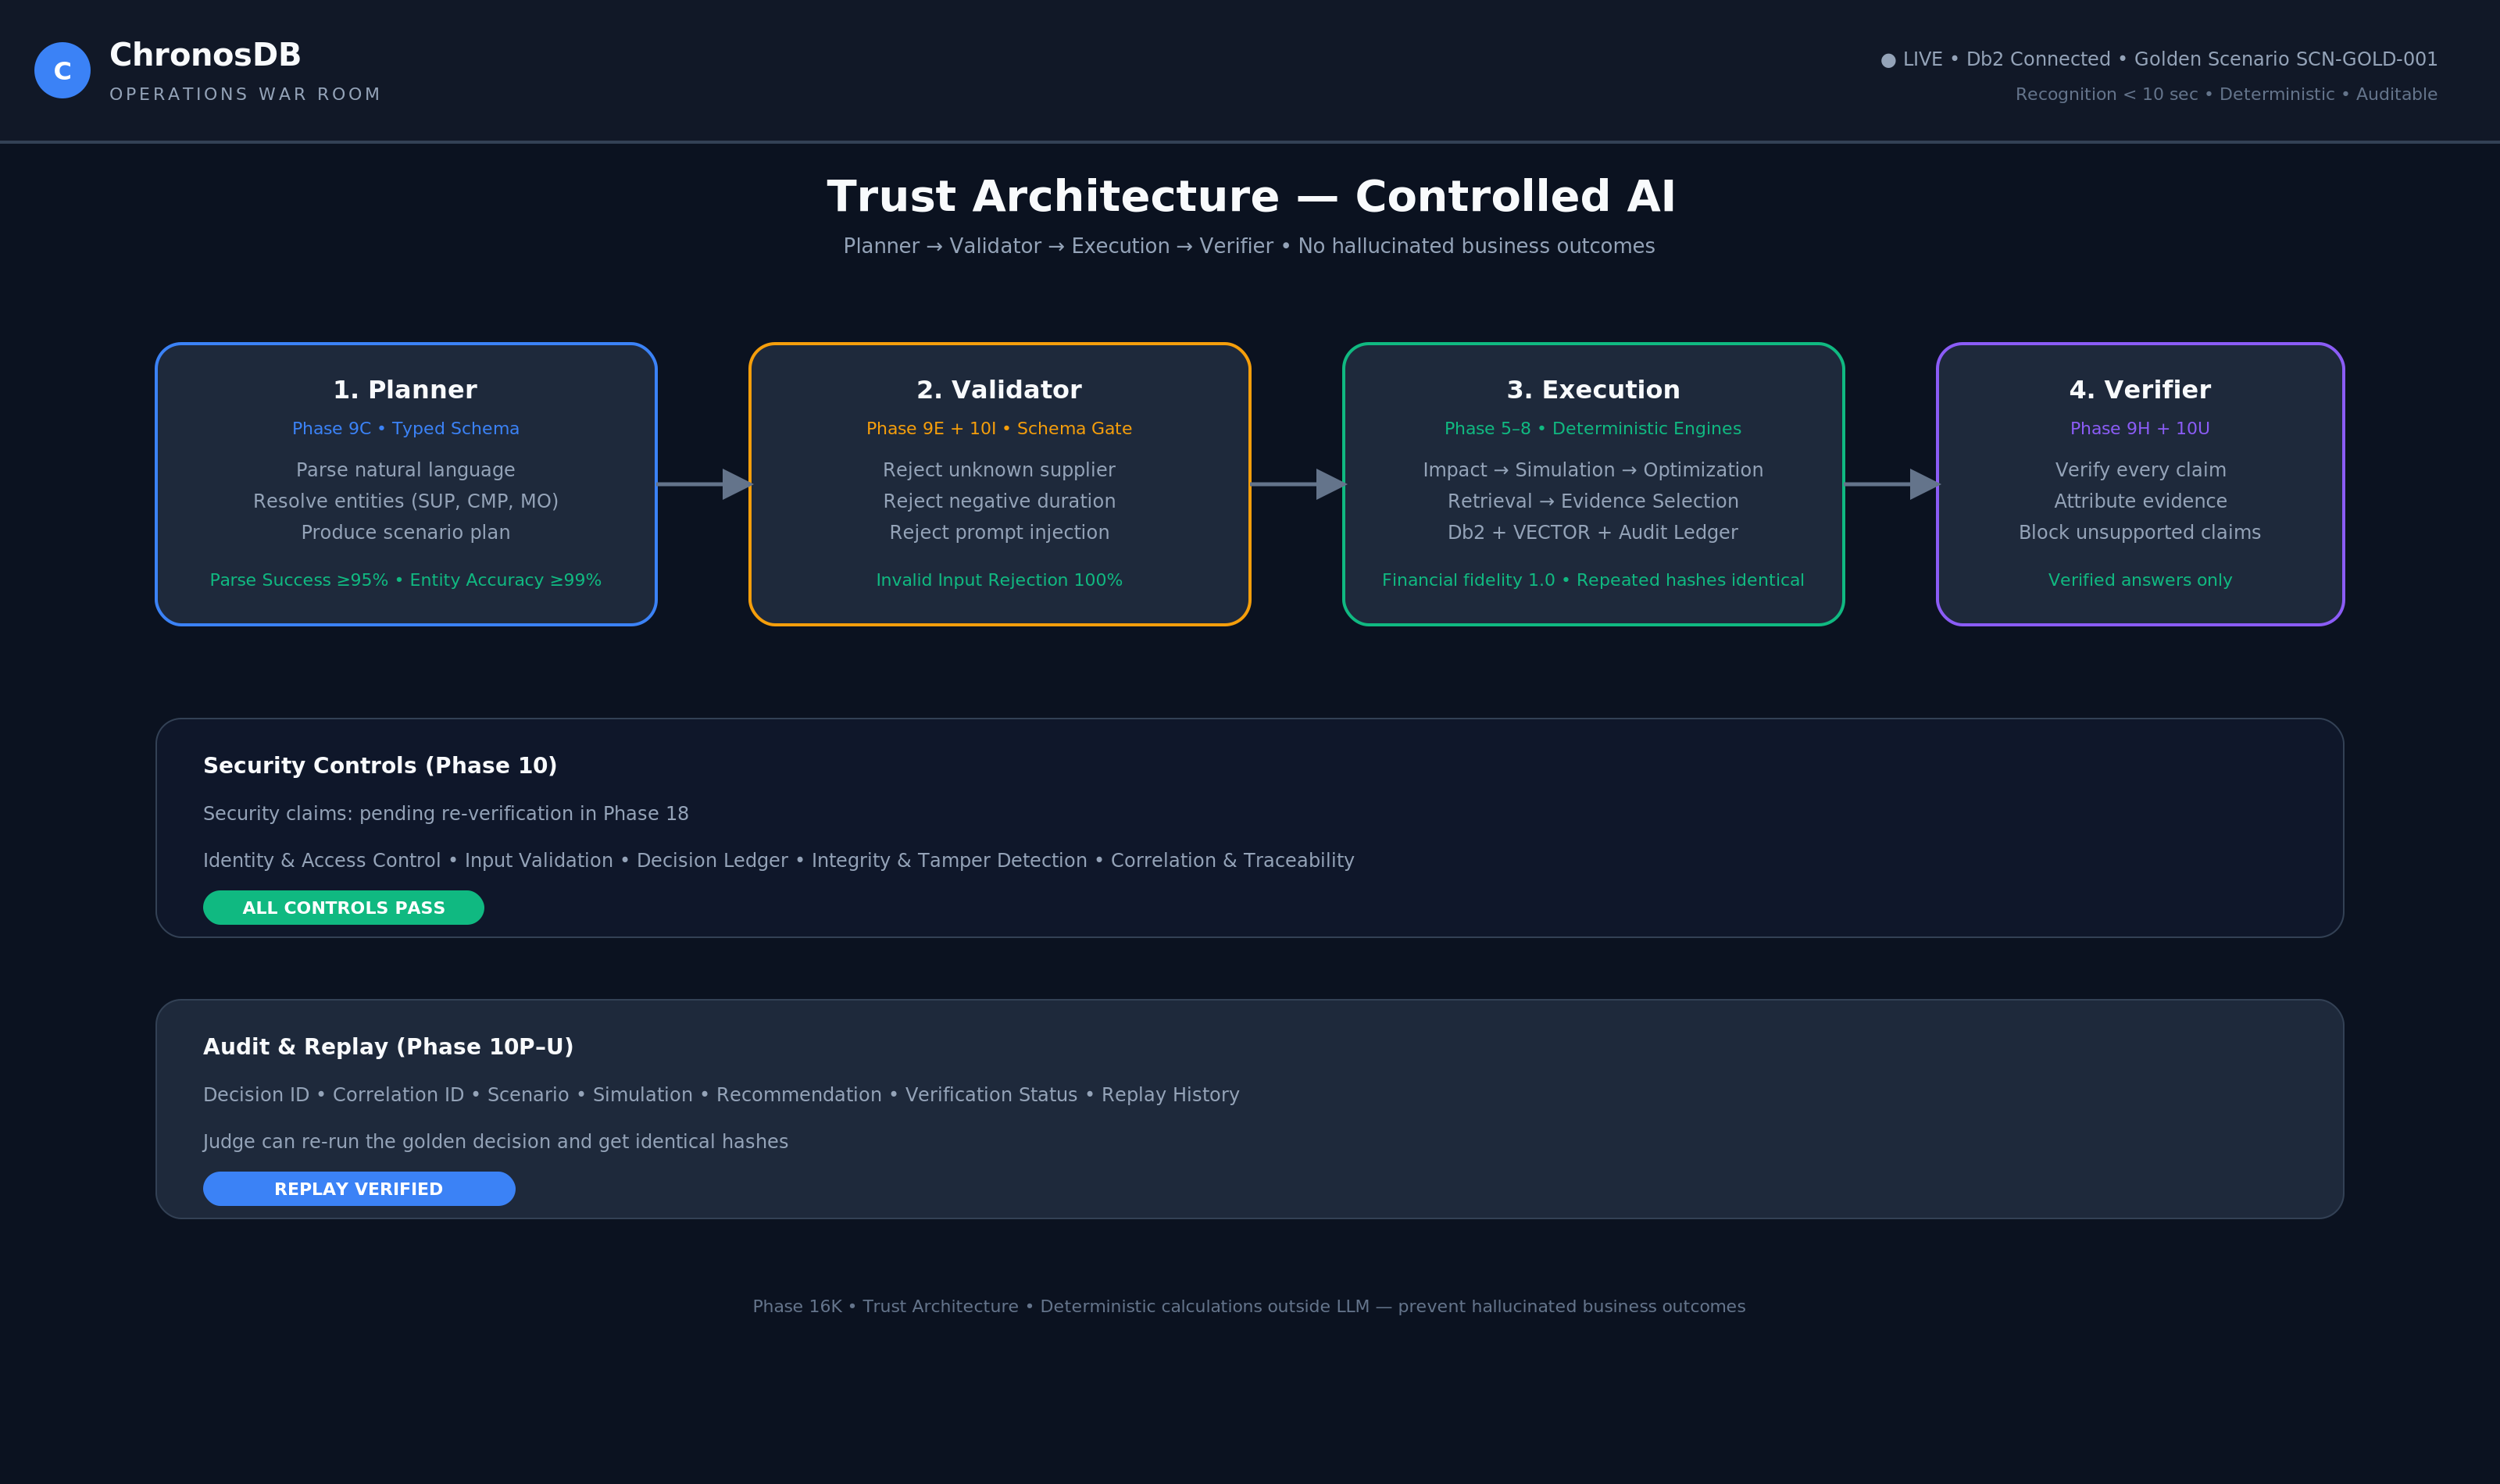 C
ChronosDB
OPERATIONS WAR ROOM
● LIVE • Db2 Connected • Golden Scenario SCN-GOLD-001
Recognition < 10 sec • Deterministic • Auditable
Trust Architecture — Controlled AI
Planner → Validator → Execution → Verifier • No hallucinated business outcomes
1. Planner
Phase 9C • Typed Schema
Parse natural language
Resolve entities (SUP, CMP, MO)
Produce scenario plan
Parse Success ≥95% • Entity Accuracy ≥99%
2. Validator
Phase 9E + 10I • Schema Gate
Reject unknown supplier
Reject negative duration
Reject prompt injection
Invalid Input Rejection 100%
3. Execution
Phase 5–8 • Deterministic Engines
Impact → Simulation → Optimization
Retrieval → Evidence Selection
Db2 + VECTOR + Audit Ledger
Financial fidelity 1.0 • Repeated hashes identical
4. Verifier
Phase 9H + 10U
Verify every claim
Attribute evidence
Block unsupported claims
Verified answers only
Security Controls (Phase 10)
Security claims: pending re-verification in Phase 18
Identity & Access Control • Input Validation • Decision Ledger • Integrity & Tamper Detection • Correlation & Traceability
ALL CONTROLS PASS
Audit & Replay (Phase 10P–U)
Decision ID • Correlation ID • Scenario • Simulation • Recommendation • Verification Status • Replay History
Judge can re-run the golden decision and get identical hashes
REPLAY VERIFIED
Phase 16K • Trust Architecture • Deterministic calculations outside LLM — prevent hallucinated business outcomes